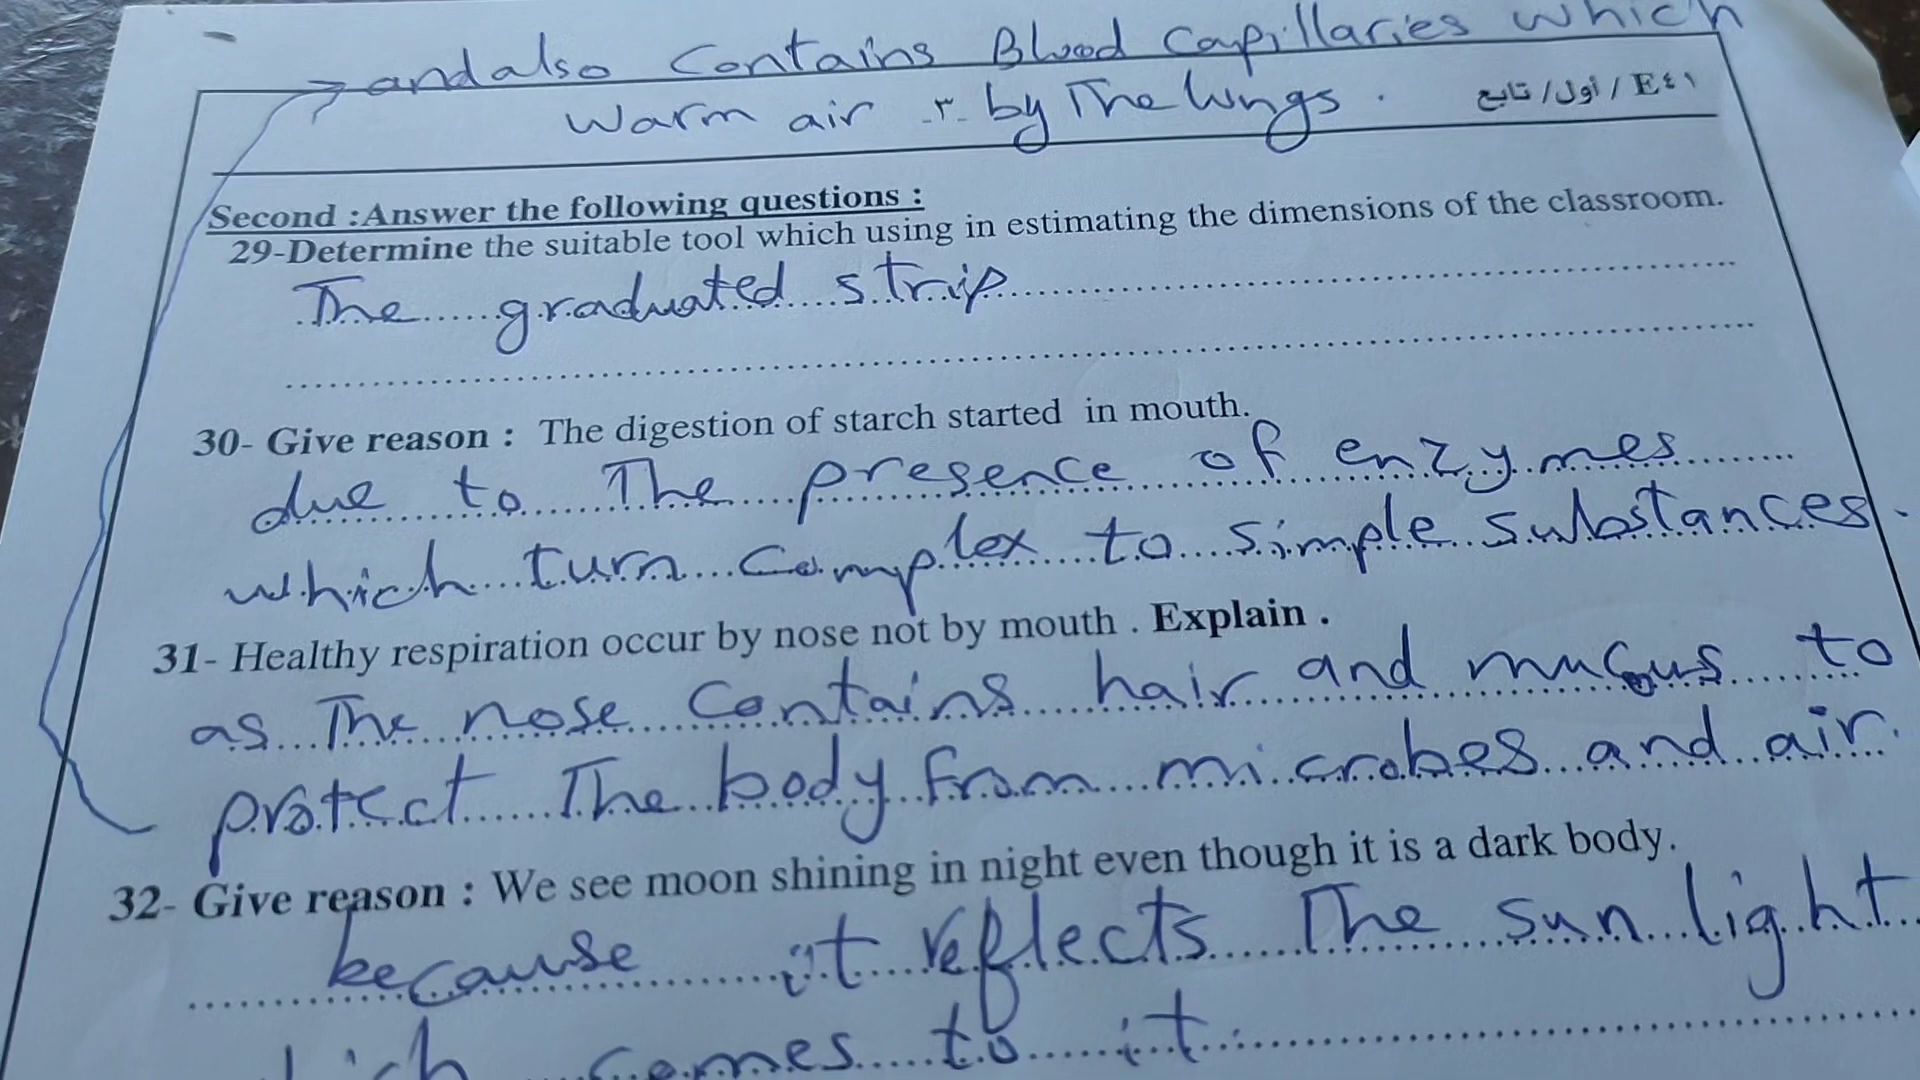 and also contains Blood capillaries which
warm air -٣- by The lungs . E٤١ / أول / تابع
Second :Answer the following questions :
29-Determine the suitable tool which using in estimating the dimensions of the classroom.
The graduated strip
30- Give reason : The digestion of starch started in mouth.
due to The presence of enzymes
which turn complex to simple substances.
31- Healthy respiration occur by nose not by mouth . Explain .
as The nose contains hair and mucus to
protect The body from microbes and air.
32- Give reason : We see moon shining in night even though it is a dark body.
because it reflects The sun light
comes to it.